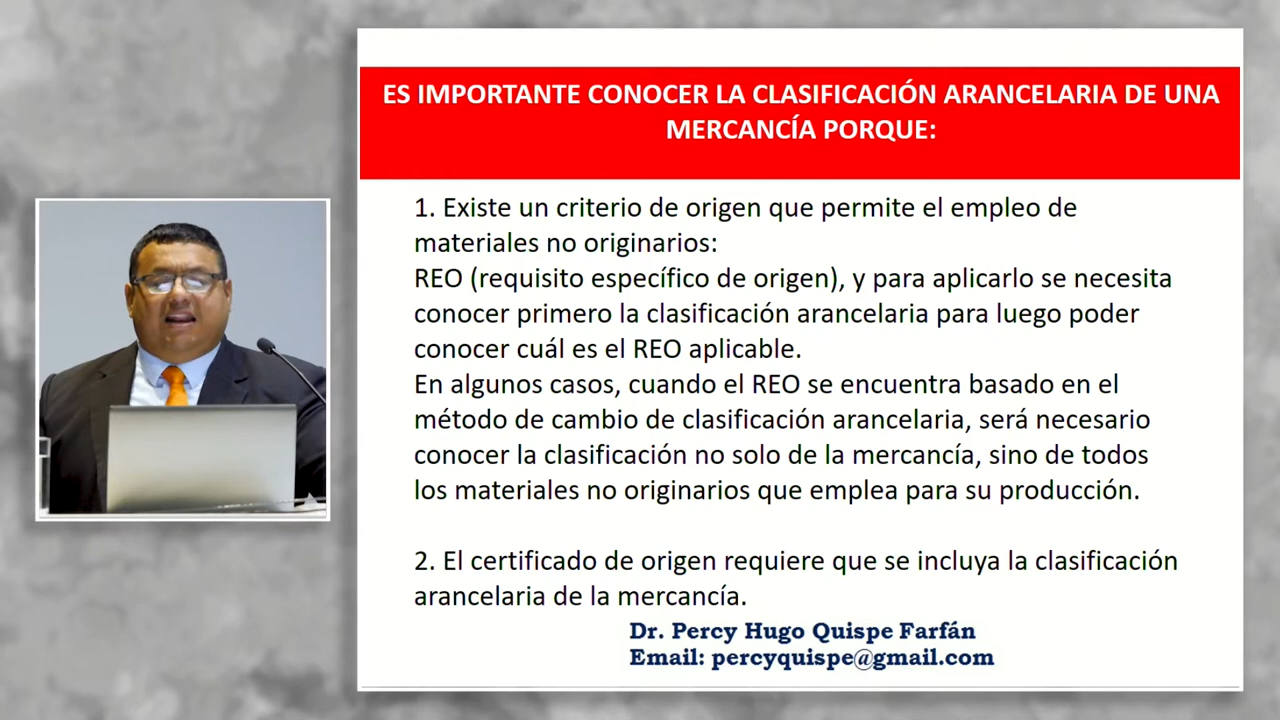 ES IMPORTANTE CONOCER LA CLASIFICACIÓN ARANCELARIA DE UNA
MERCANCÍA PORQUE:
1. Existe un criterio de origen que permite el empleo de
materiales no originarios:
REO (requisito específico de origen), y para aplicarlo se necesita
conocer primero la clasificación arancelaria para luego poder
conocer cuál es el REO aplicable.
En algunos casos, cuando el REO se encuentra basado en el
método de cambio de clasificación arancelaria, será necesario
conocer la clasificación no solo de la mercancía, sino de todos
los materiales no originarios que emplea para su producción.
2. El certificado de origen requiere que se incluya la clasificación
arancelaria de la mercancía.
Dr. Percy Hugo Quispe Farfán
Email: percyquispe@gmail.com